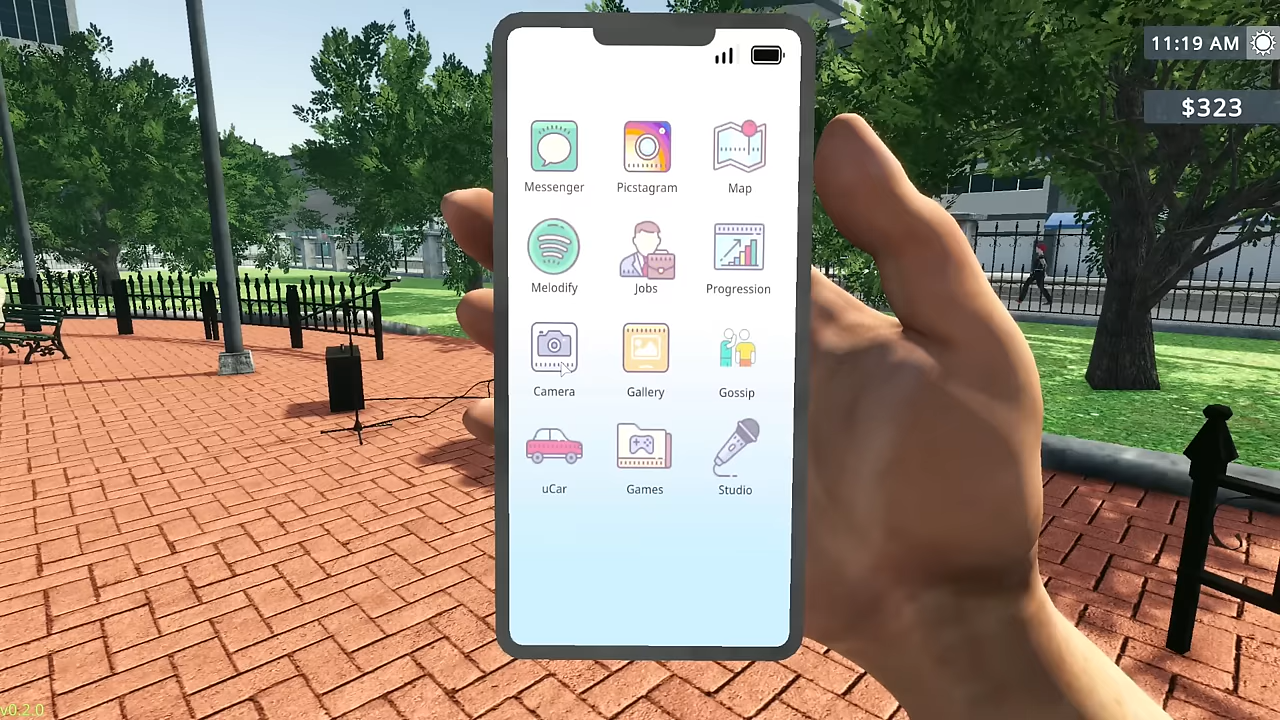 11:19 AM
$323
Messenger
Picstagram
Map
Melodify
Jobs
Progression
Camera
Gallery
Gossip
uCar
Games
Studio
v0.2.0